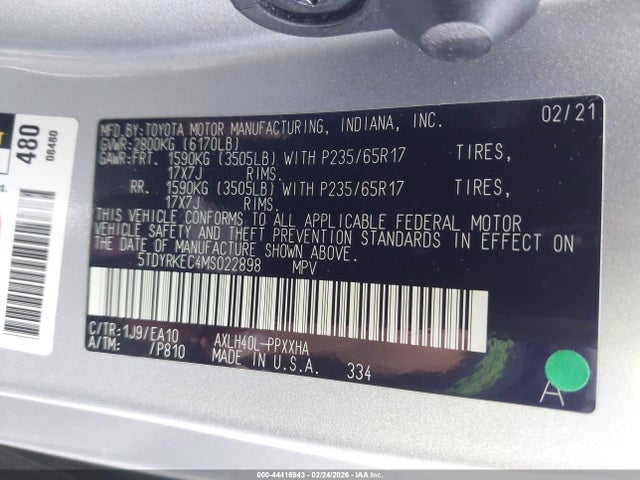 MFD.BY:TOYOTA MOTOR MANUFACTURING, INDIANA, INC. 02/21
GVWR:2800KG (6170LB)
GAWR:FRT. 1590KG (3505LB) WITH P235/65R17 TIRES,
17X7J RIMS.
RR. 1590KG (3505LB) WITH P235/65R17 TIRES,
17X7J RIMS.
THIS VEHICLE CONFORMS TO ALL APPLICABLE FEDERAL MOTOR
VEHICLE SAFETY AND THEFT PREVENTION STANDARDS IN EFFECT ON
THE DATE OF MANUFACTURE SHOWN ABOVE.
5TDYRKEC4MS022898 MPV
C/TR:1J9/EA10 AXLH40L-PPXXHA
A/TM: /P810 MADE IN U.S.A. 334
A
480
08480
000-44416943 - 02/24/2026 - IAA Inc.